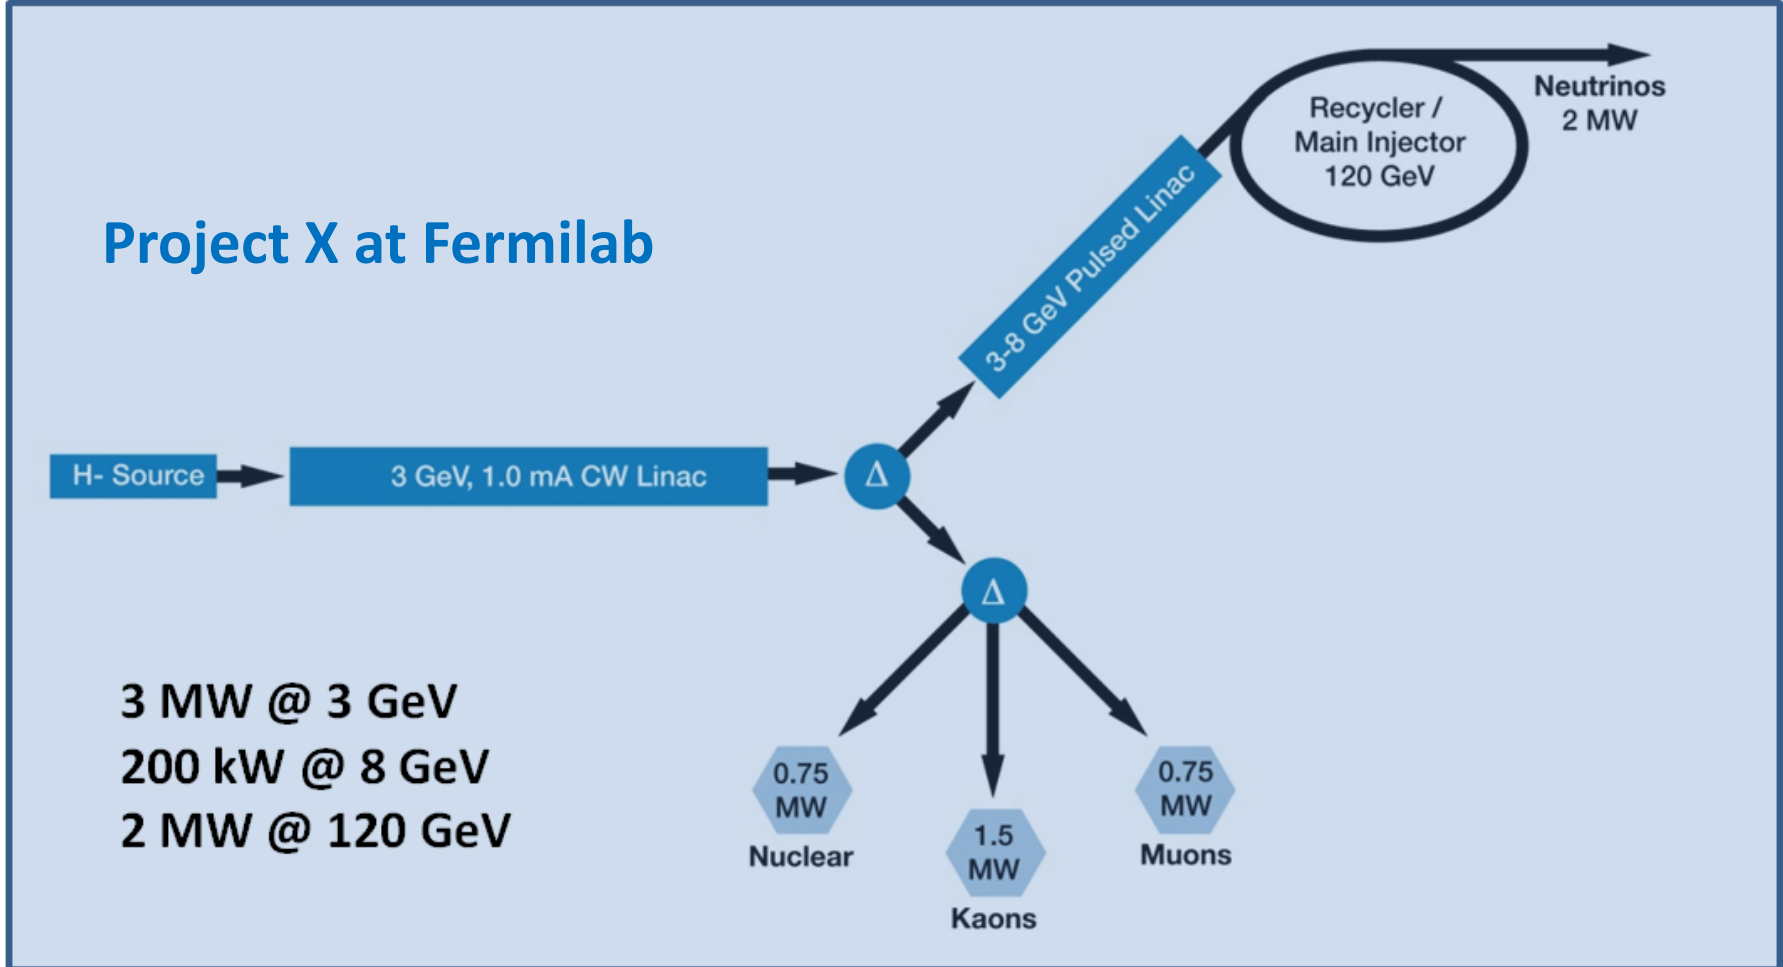 Neutrinos
2 MW
Recycler /
Main Injector
120 GeV
3-8 GeV Pulsed Linac
Project X at Fermilab
H- Source
3 GeV, 1.0 mA CW Linac
Δ
Δ
3 MW @ 3 GeV
200 kW @ 8 GeV
2 MW @ 120 GeV
0.75
MW
Nuclear
1.5
MW
Kaons
0.75
MW
Muons